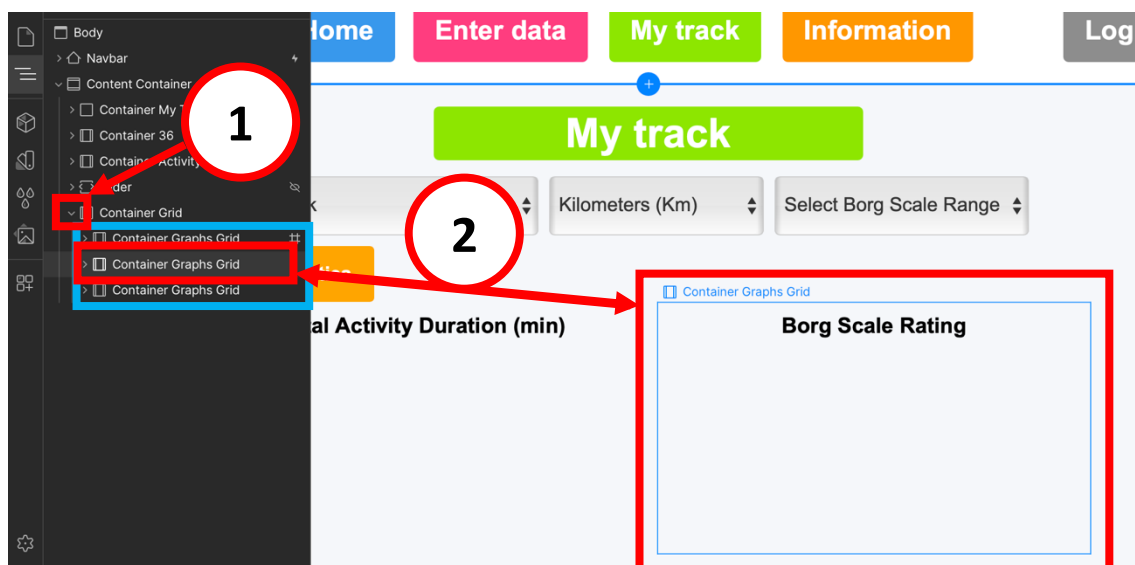 Body
Navbar
Content Container
Container My
Container 36
Container Activity
Container Grid
Container Graphs Grid
Container Graphs Grid
Container Graphs Grid
1
2
Home
Enter data
My track
Information
Log
My track
Kilometers (Km)
Select Borg Scale Range
al Activity Duration (min)
Container Graphs Grid
Borg Scale Rating